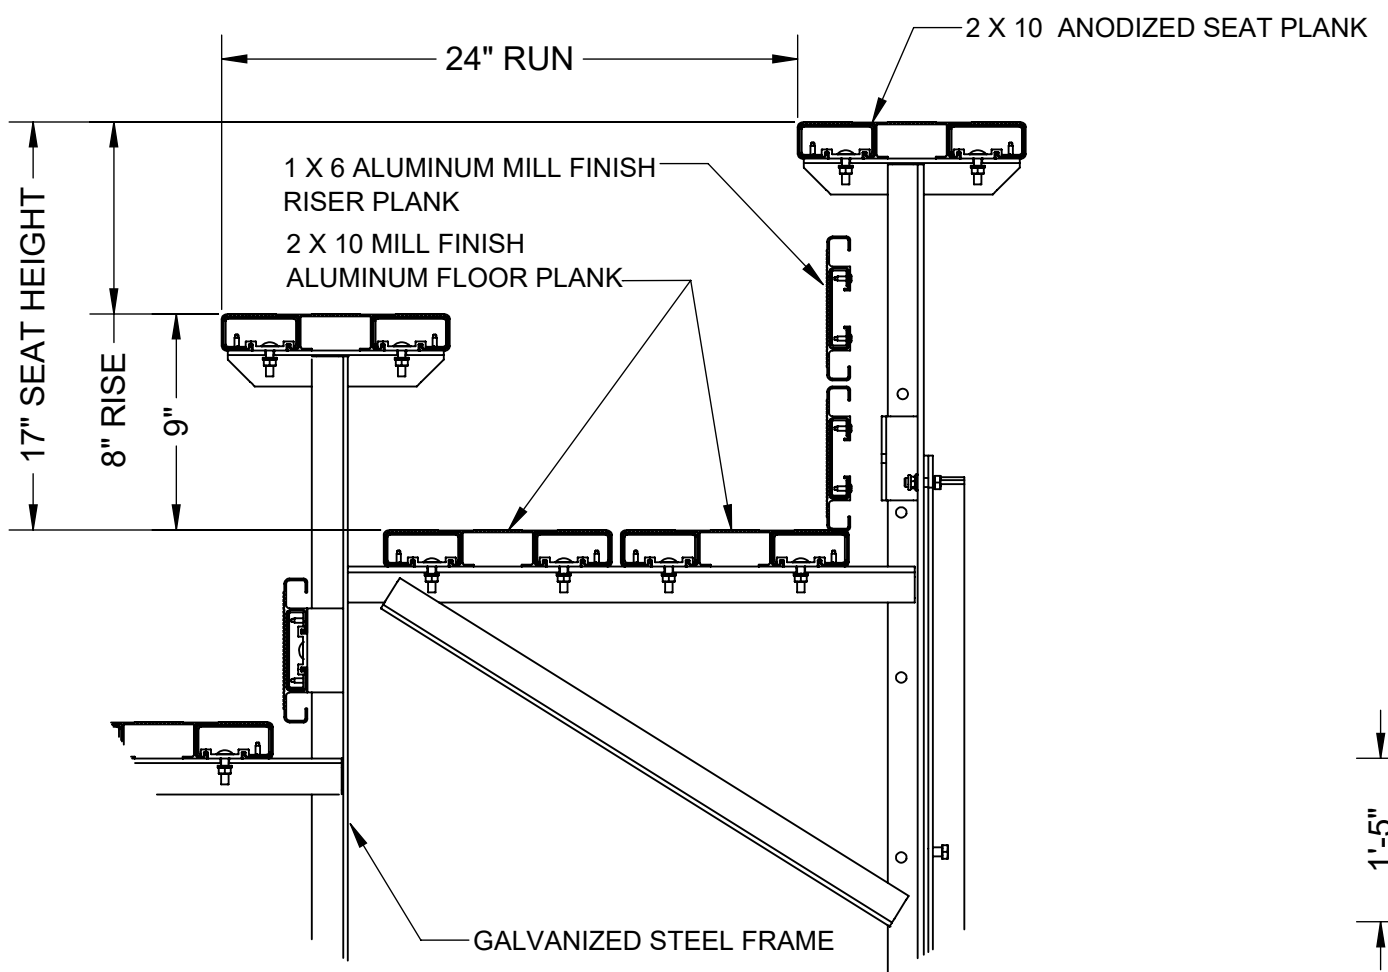 2 X 10 ANODIZED SEAT PLANK
24" RUN
1 X 6 ALUMINUM MILL FINISH
RISER PLANK
2 X 10 MILL FINISH
ALUMINUM FLOOR PLANK
17" SEAT HEIGHT
8" RISE
9"
1'-5"
GALVANIZED STEEL FRAME